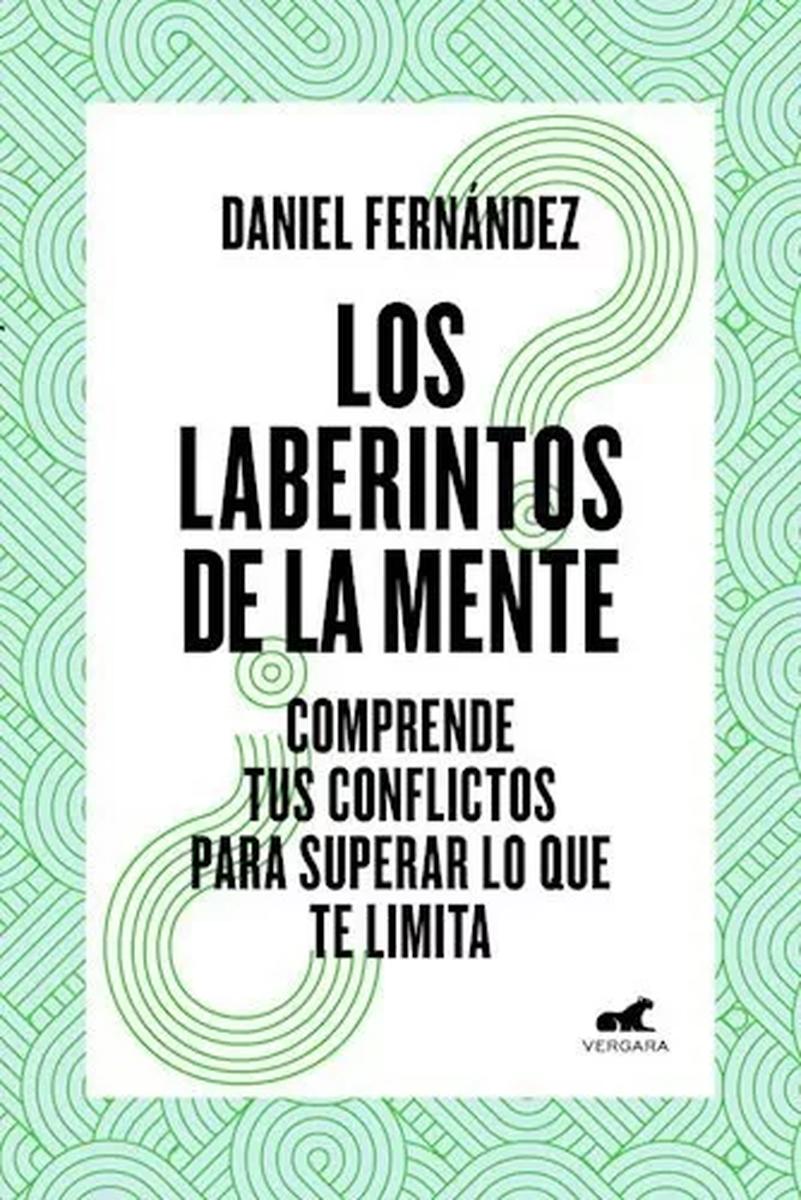 DANIEL FERNÁNDEZ
LOS
LABERINTOS
DE LA MENTE
COMPRENDE
TUS CONFLICTOS
PARA SUPERAR LO QUE
TE LIMITA
VERGARA